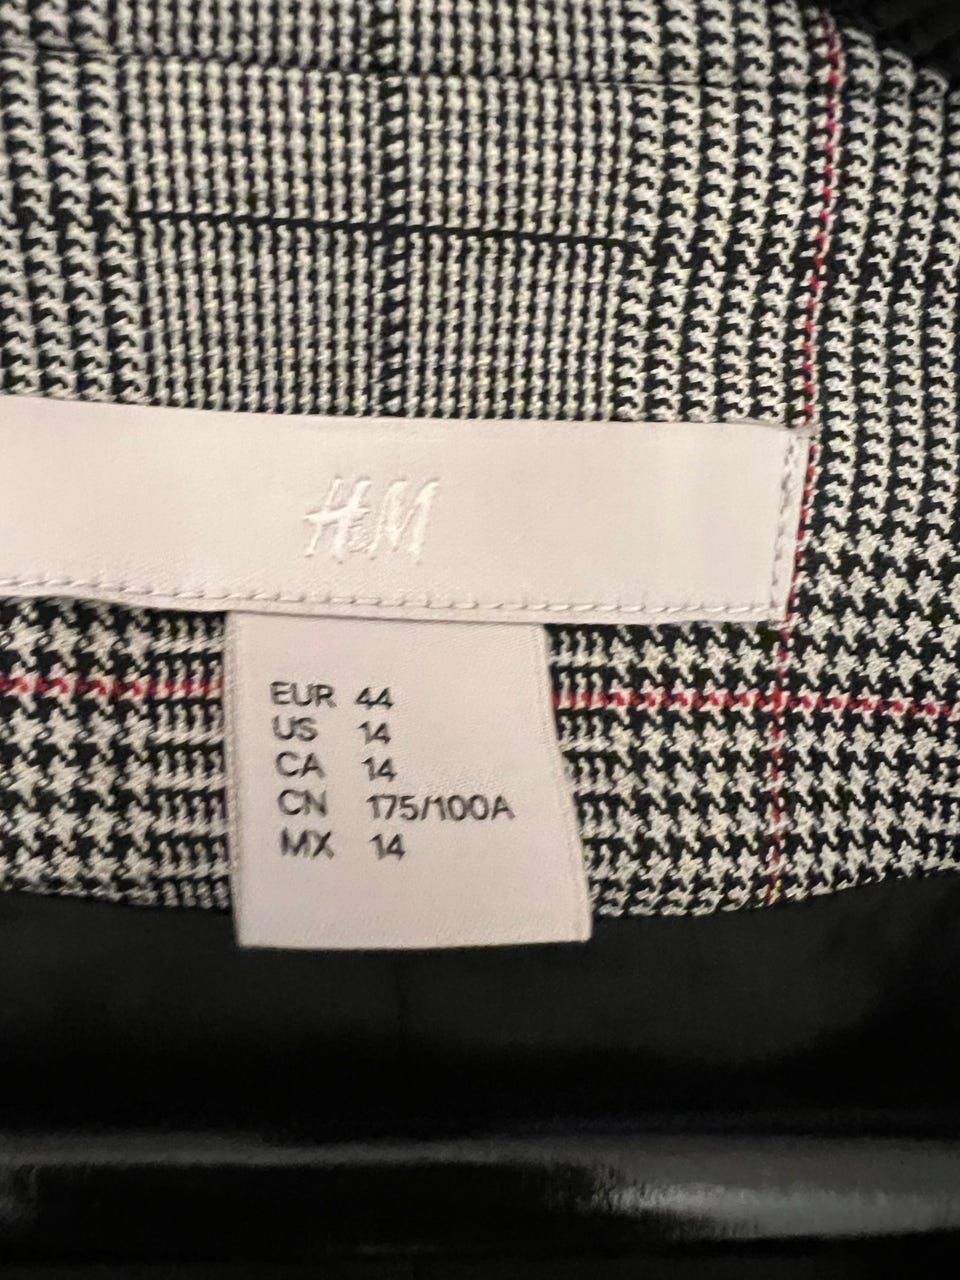 H&M
EUR 44
US 14
CA 14
CN 175/100A
MX 14